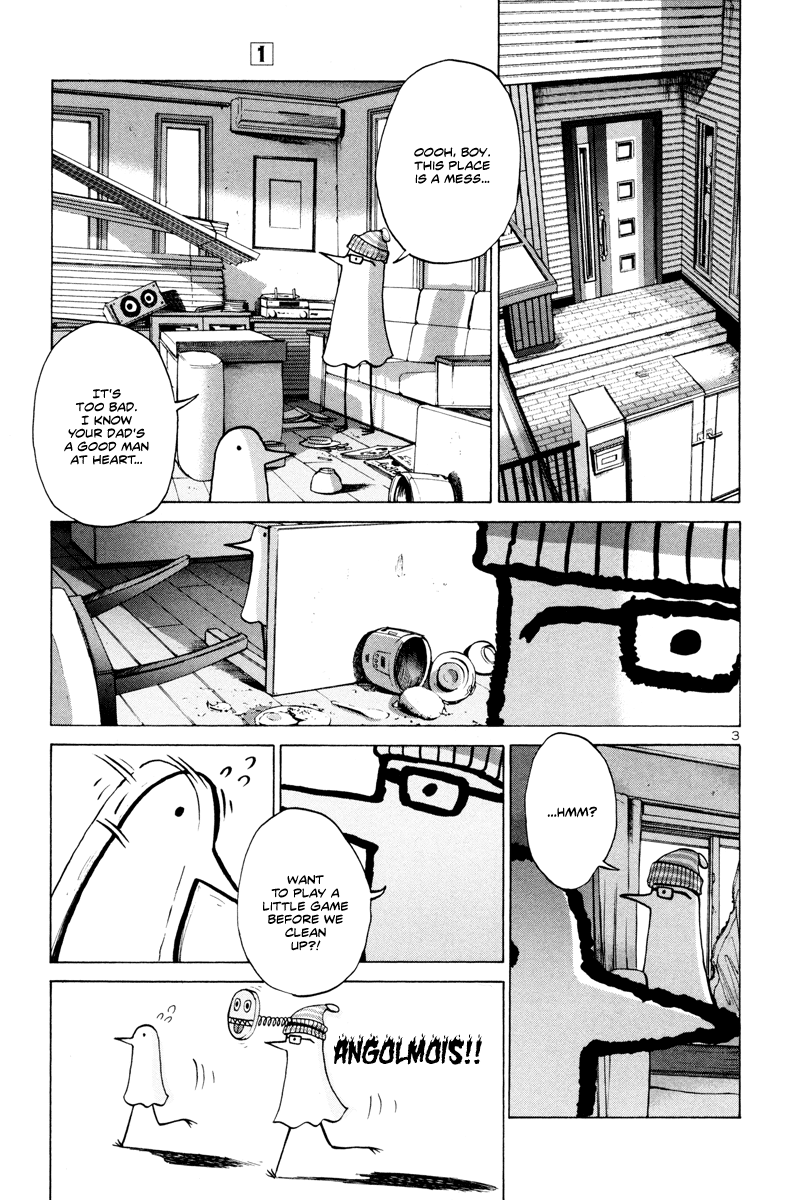 1
OOOH, BOY.
THIS PLACE
IS A MESS...
IT'S
TOO BAD.
I KNOW
YOUR DAD'S
A GOOD MAN
AT HEART...
3
...HMM?
WANT
TO PLAY A
LITTLE GAME
BEFORE WE
CLEAN
UP?!
ANGOLMOIS!!